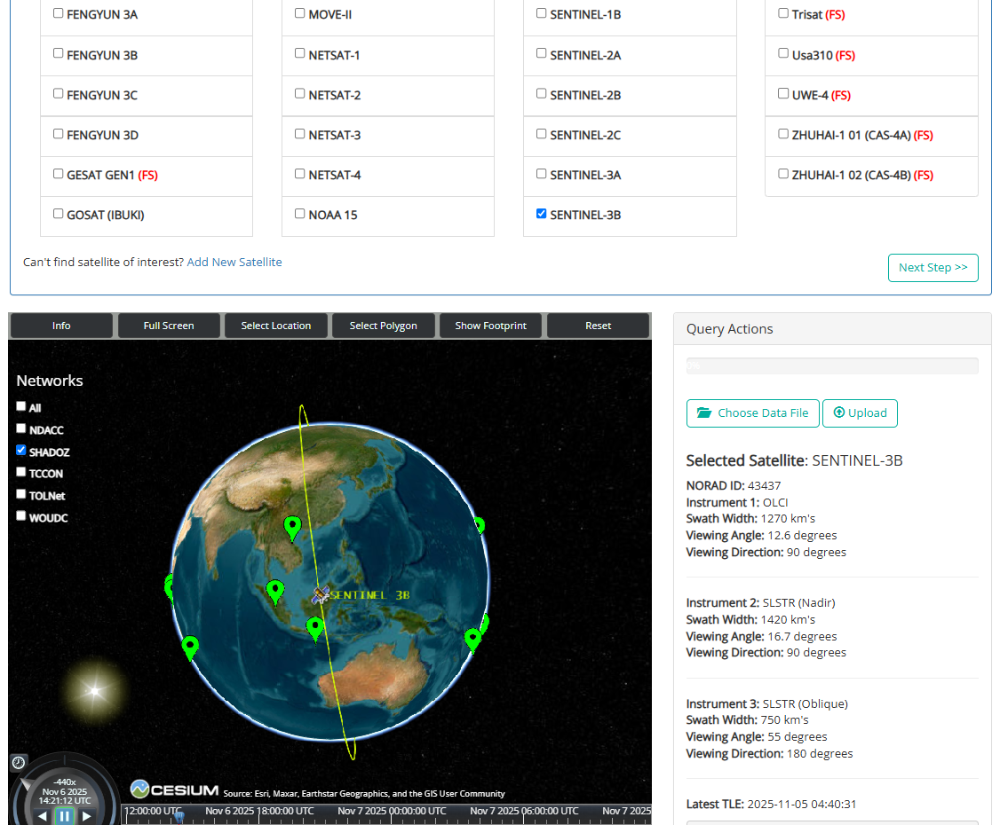 FENGYUN 3A
MOVE-II
SENTINEL-1B
Trisat (FS)
FENGYUN 3B
NETSAT-1
SENTINEL-2A
Usa310 (FS)
FENGYUN 3C
NETSAT-2
SENTINEL-2B
UWE-4 (FS)
FENGYUN 3D
NETSAT-3
SENTINEL-2C
ZHUHAI-1 01 (CAS-4A) (FS)
GESAT GEN1 (FS)
NETSAT-4
SENTINEL-3A
ZHUHAI-1 02 (CAS-4B) (FS)
GOSAT (IBUKI)
NOAA 15
SENTINEL-3B
Can't find satellite of interest? Add New Satellite
Next Step >>
Info
Full Screen
Select Location
Select Polygon
Show Footprint
Reset
Networks
All
NDACC
SHADOZ
TCCON
TOLNet
WOUDC
SENTINEL 3B
-440x
Nov 6 2025
14:21:12 UTC
CESIUM
Source: Esri, Maxar, Earthstar Geographics, and the GIS User Community
12:00:00 UTC
Nov 6 2025 18:00:00 UTC
Nov 7 2025 00:00:00 UTC
Nov 7 2025 06:00:00 UTC
Nov 7 2025
Query Actions
0%
Choose Data File
Upload
Selected Satellite: SENTINEL-3B
NORAD ID: 43437
Instrument 1: OLCI
Swath Width: 1270 km's
Viewing Angle: 12.6 degrees
Viewing Direction: 90 degrees
Instrument 2: SLSTR (Nadir)
Swath Width: 1420 km's
Viewing Angle: 16.7 degrees
Viewing Direction: 90 degrees
Instrument 3: SLSTR (Oblique)
Swath Width: 750 km's
Viewing Angle: 55 degrees
Viewing Direction: 180 degrees
Latest TLE: 2025-11-05 04:40:31